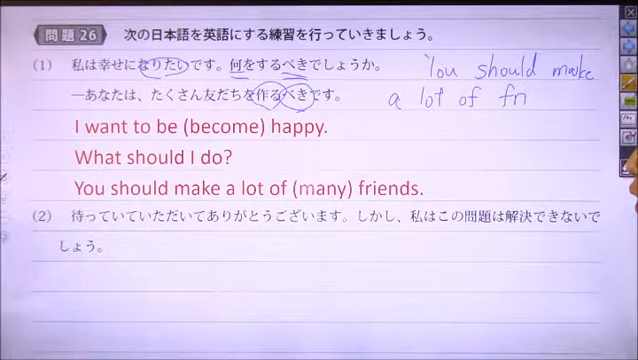 問題 26 次の日本語を英語にする練習を行っていきましょう。
(1) 私は幸せになりたいです。何をするべきでしょうか。
—あなたは、たくさん友だちを作るべきです。
You should make
a lot of fri
I want to be (become) happy.
What should I do?
You should make a lot of (many) friends.
(2) 待っていていただいてありがとうございます。しかし、私はこの問題は解決できないで
しょう。